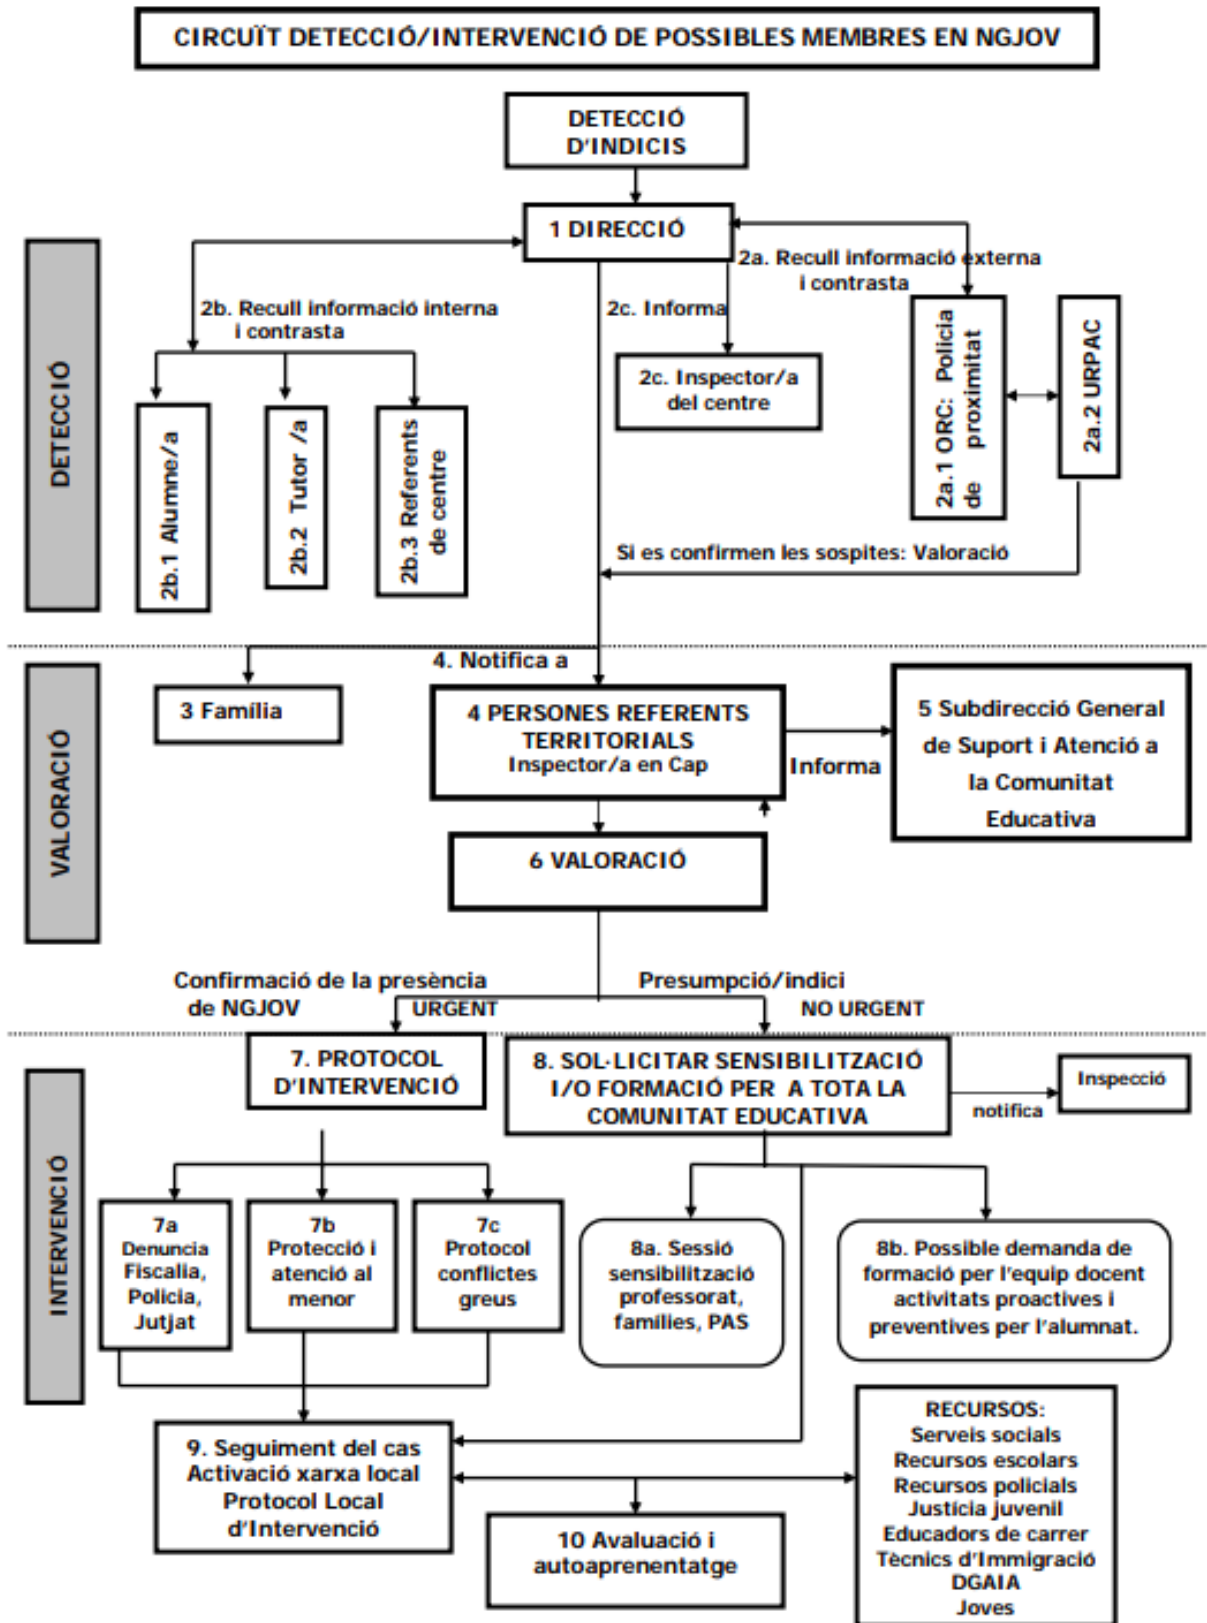 CIRCUÏT DETECCIÓ/INTERVENCIÓ DE POSSIBLES MEMBRES EN NGJOV
DETECCIÓ
D'INDICIS
1 DIRECCIÓ
DETECCIÓ
2a. Recull informació externa
i contrasta
2b. Recull informació interna
i contrasta
2c. Informa
2c. Inspector/a
del centre
2a.1 ORC: Policia
de proximitat
2a.2 URPAC
2b.1 Alumne/a
2b.2 Tutor /a
2b.3 Referents
de centre
Si es confirmen les sospites: Valoració
VALORACIÓ
4. Notifica a
3 Família
4 PERSONES REFERENTS
TERRITORIALS
Inspector/a en Cap
Informa
5 Subdirecció General
de Suport i Atenció a
la Comunitat
Educativa
6 VALORACIÓ
Confirmació de la presència
de NGJOV
URGENT
Presumpció/indici
NO URGENT
INTERVENCIÓ
7. PROTOCOL
D'INTERVENCIÓ
8. SOL·LICITAR SENSIBILITZACIÓ
I/O FORMACIÓ PER A TOTA LA
COMUNITAT EDUCATIVA
notifica
Inspecció
7a
Denuncia
Fiscalia,
Policia,
Jutjat
7b
Protecció i
atenció al
menor
7c
Protocol
conflictes
greus
8a. Sessió
sensibilització
professorat,
famílies, PAS
8b. Possible demanda de
formació per l'equip docent
activitats proactives i
preventives per l'alumnat.
9. Seguiment del cas
Activació xarxa local
Protocol Local
d'Intervenció
10 Avaluació i
autoaprenentatge
RECURSOS:
Serveis socials
Recursos escolars
Recursos policials
Justícia juvenil
Educadors de carrer
Tècnics d'Immigració
DGAIA
Joves